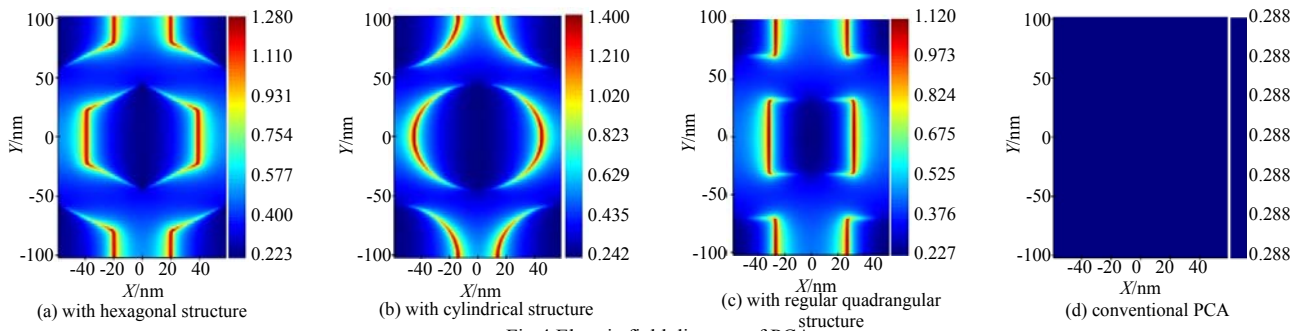 100
50
0
-50
-100
Y/nm
-40 -20 0 20 40
X/nm
1.280
1.110
0.931
0.754
0.577
0.400
0.223
(a) with hexagonal structure
100
50
0
-50
-100
Y/nm
-40 -20 0 20 40
X/nm
1.400
1.210
1.020
0.823
0.629
0.435
0.242
(b) with cylindrical structure
100
50
0
-50
-100
Y/nm
-40 -20 0 20 40
X/nm
1.120
0.973
0.824
0.675
0.525
0.376
0.227
(c) with regular quadrangular
structure
100
50
0
-50
-100
Y/nm
-40 -20 0 20 40
X/nm
0.288
0.288
0.288
0.288
0.288
0.288
0.288
(d) conventional PCA